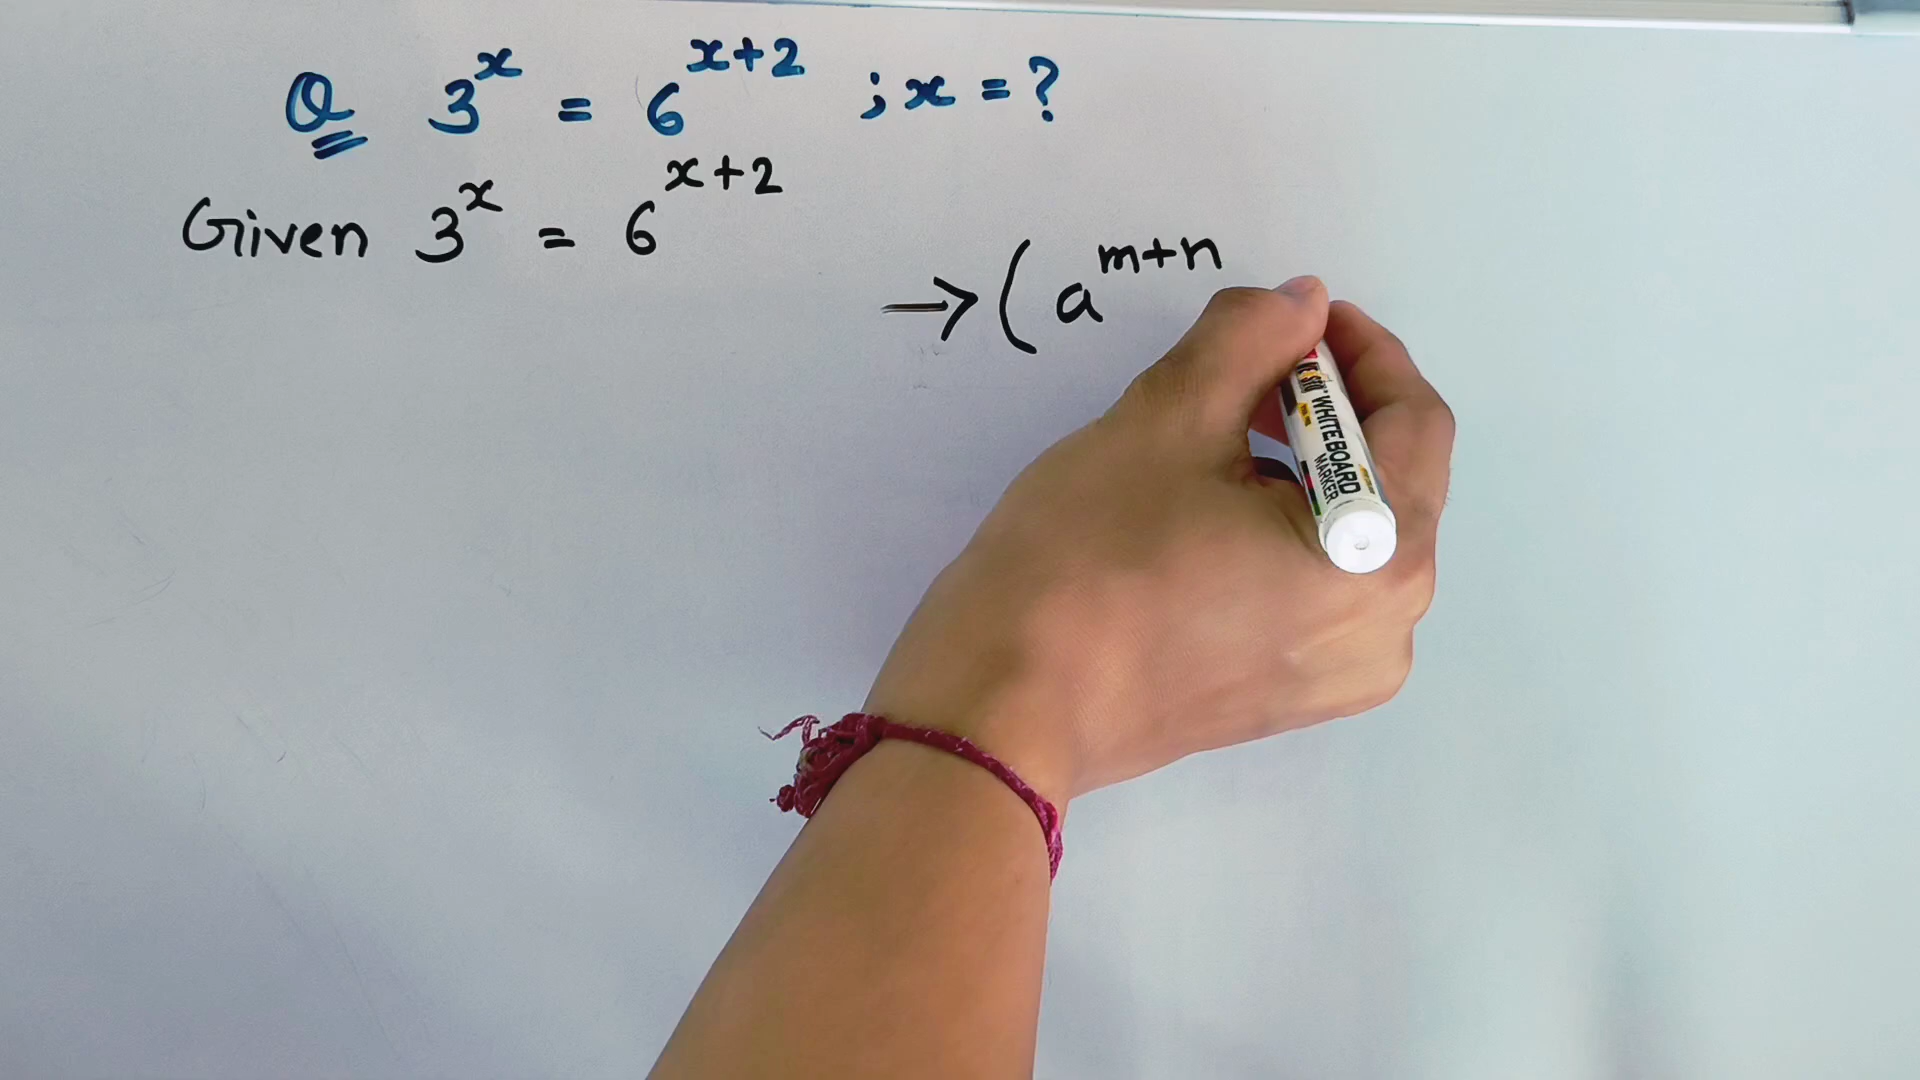 Q 3^x = 6^(x+2) ; x = ?
Given 3^x = 6^(x+2)
→ ( a^(m+n)
WHITEBOARD
MARKER